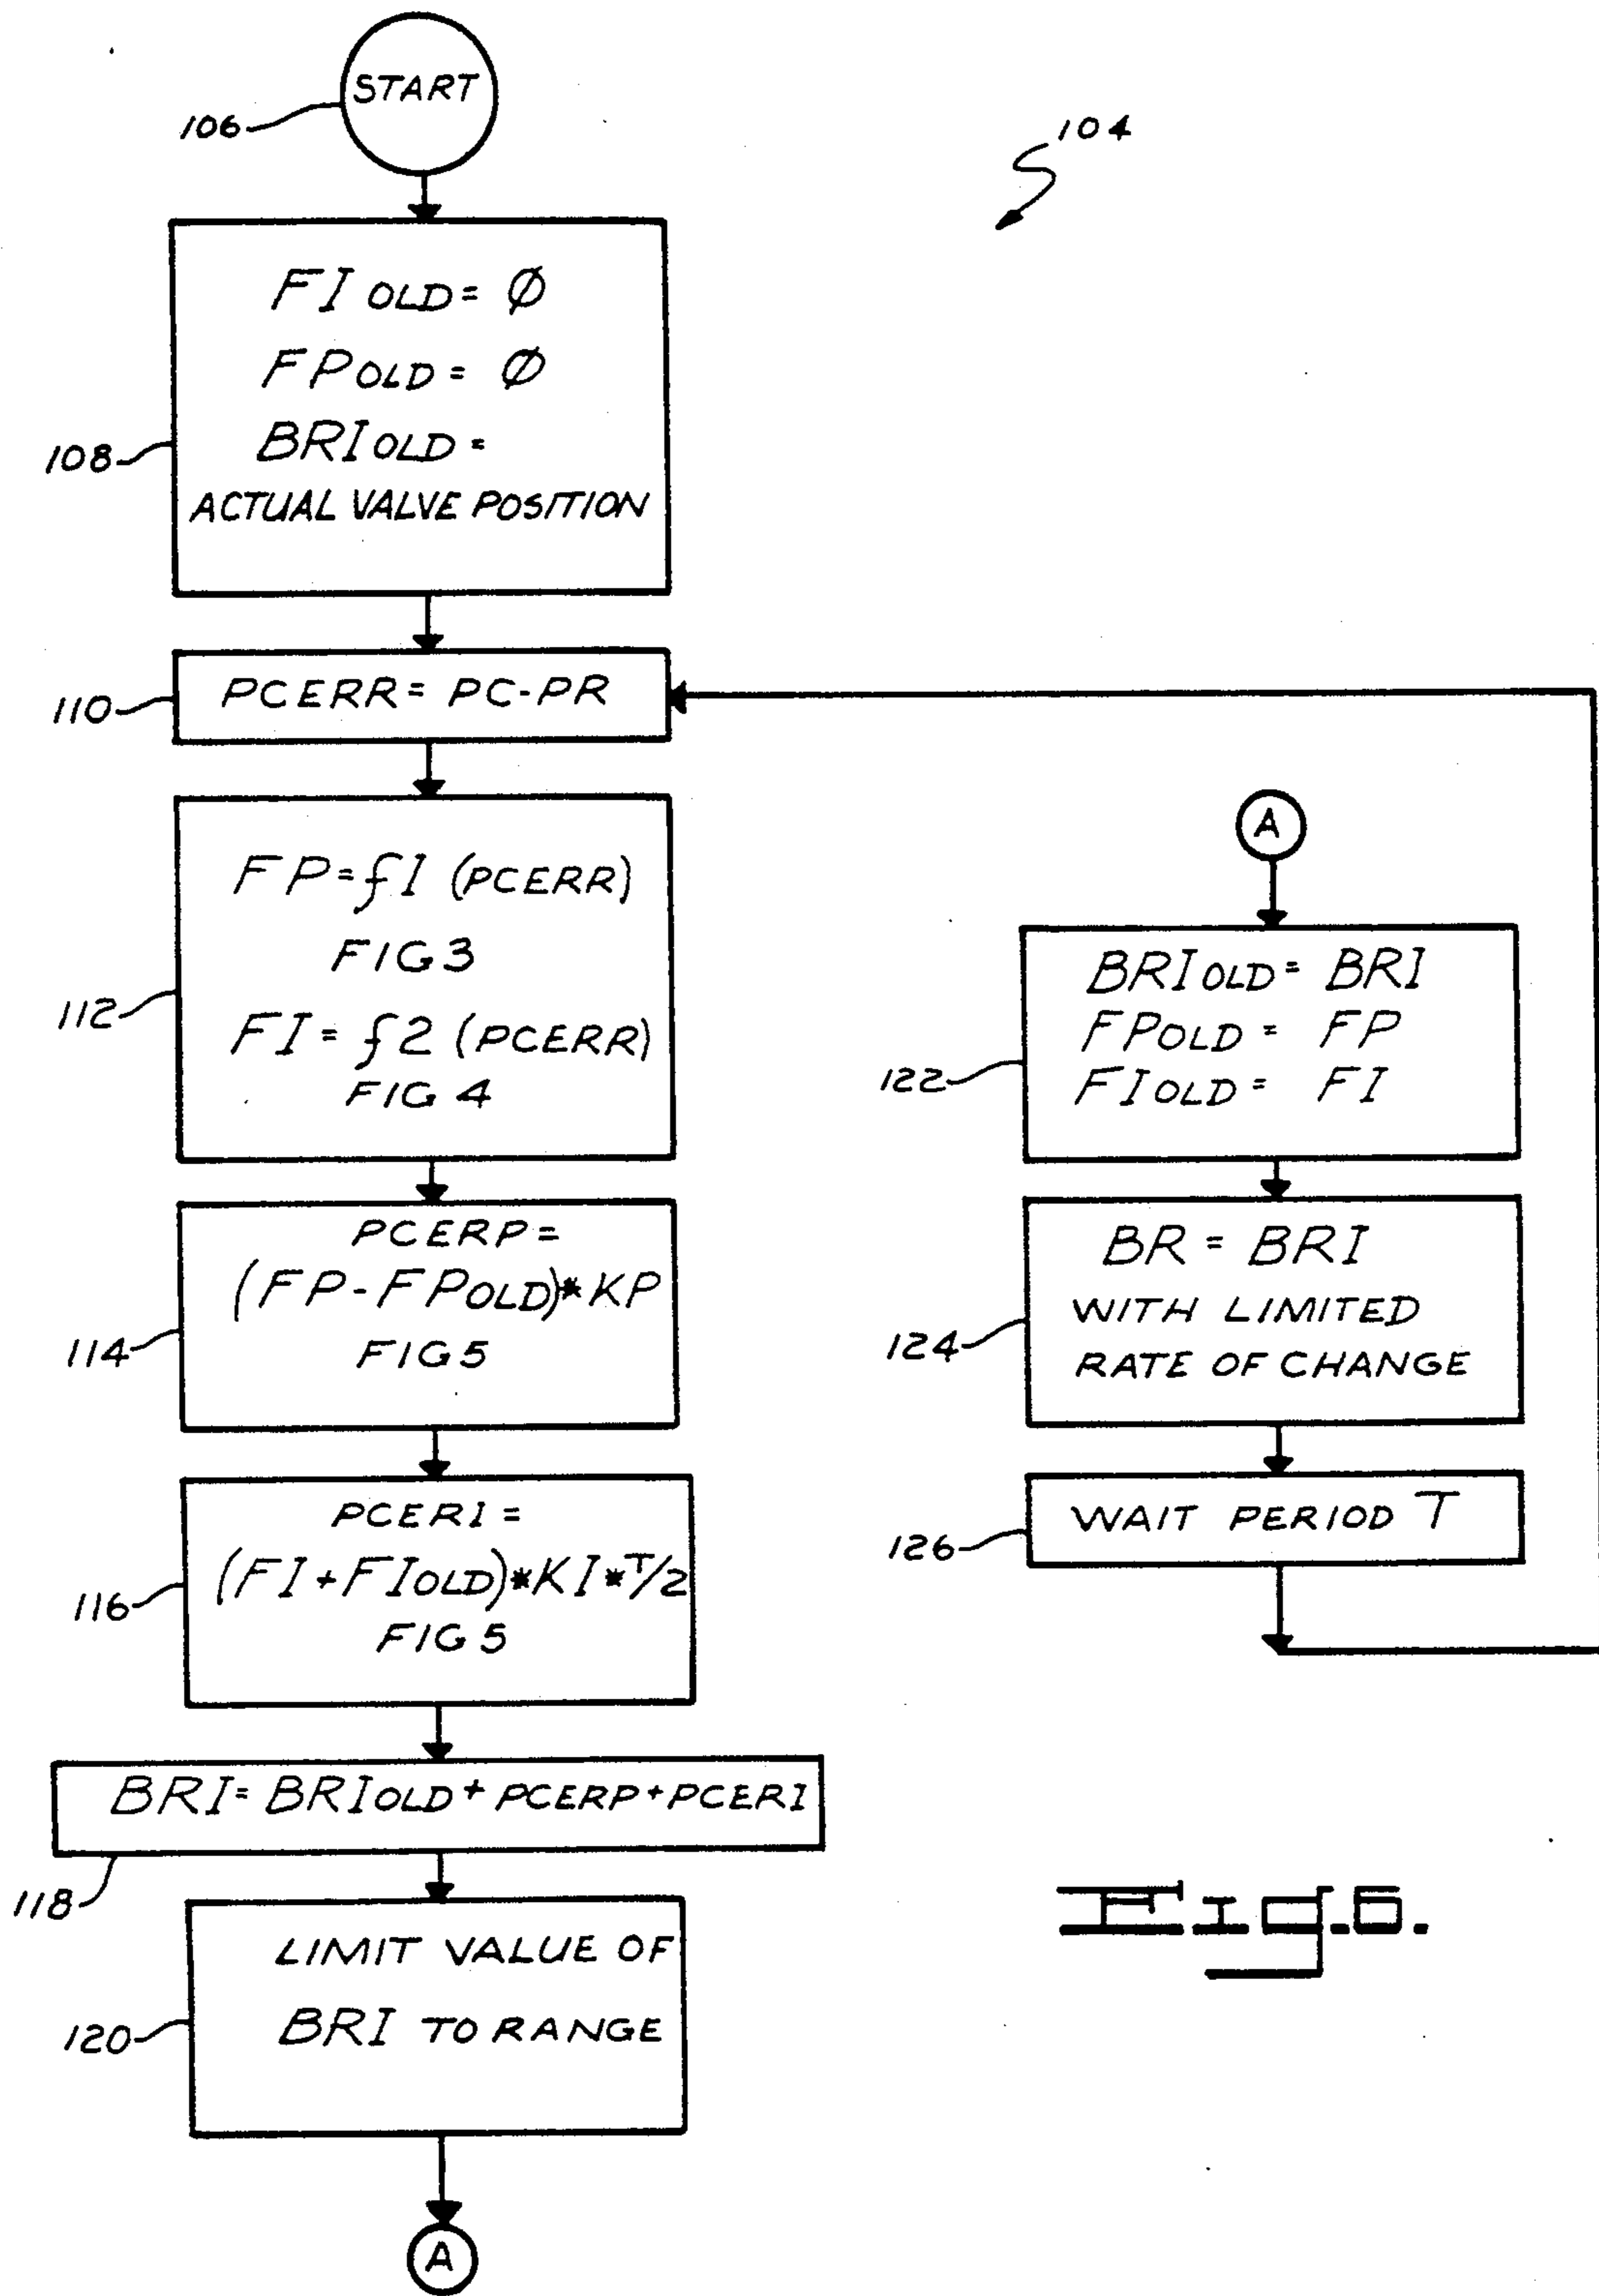 START
106
104
FI OLD = Ø
FP OLD = Ø
BRI OLD =
ACTUAL VALVE POSITION
108
PCERR = PC-PR
110
FP = f1 (PCERR)
FIG 3
FI = f2 (PCERR)
FIG 4
112
PCERP =
(FP - FP OLD) * KP
FIG 5
114
PCERI =
(FI + FI OLD) * KI * T/2
FIG 5
116
BRI = BRI OLD + PCERP + PCERI
118
LIMIT VALUE OF
BRI TO RANGE
120
A
A
BRI OLD = BRI
FP OLD = FP
FI OLD = FI
122
BR = BRI
WITH LIMITED
RATE OF CHANGE
124
WAIT PERIOD T
126
Fig. 6.